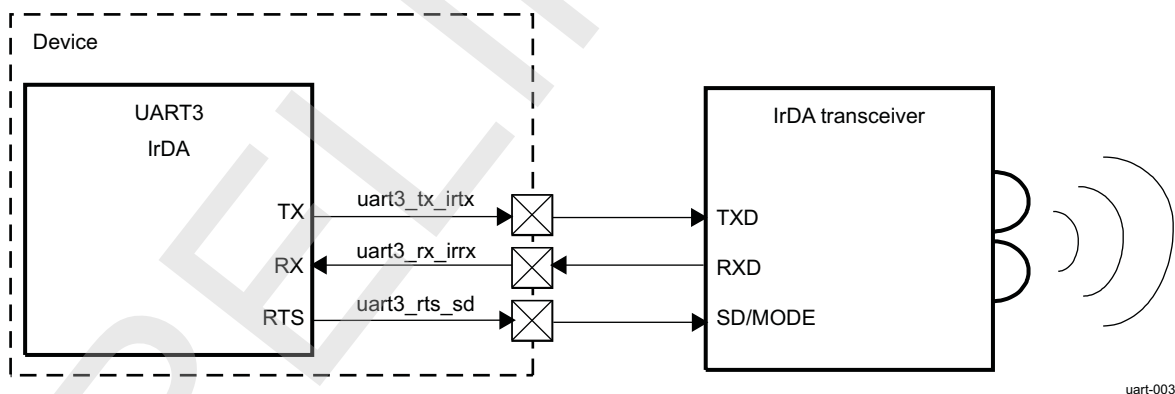 Device
UART3
IrDA
IrDA transceiver
TX
uart3_tx_irtx
TXD
RX
uart3_rx_irrx
RXD
RTS
uart3_rts_sd
SD/MODE
uart-003